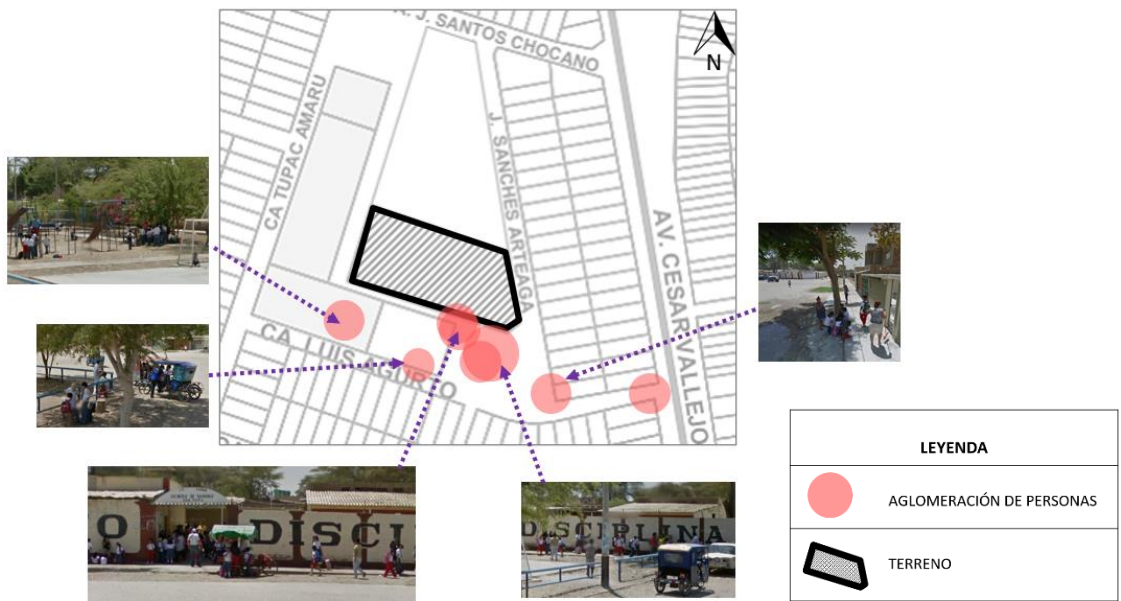 R. J. SANTOS CHOCANO
N
CA TUPAC AMARU
J. SANCHES ARTEAGA
AV. CESARVALLEJO
CA. LUIS AGURTO
O DISCI
DISCIPLINA
LEYENDA
AGLOMERACIÓN DE PERSONAS
TERRENO